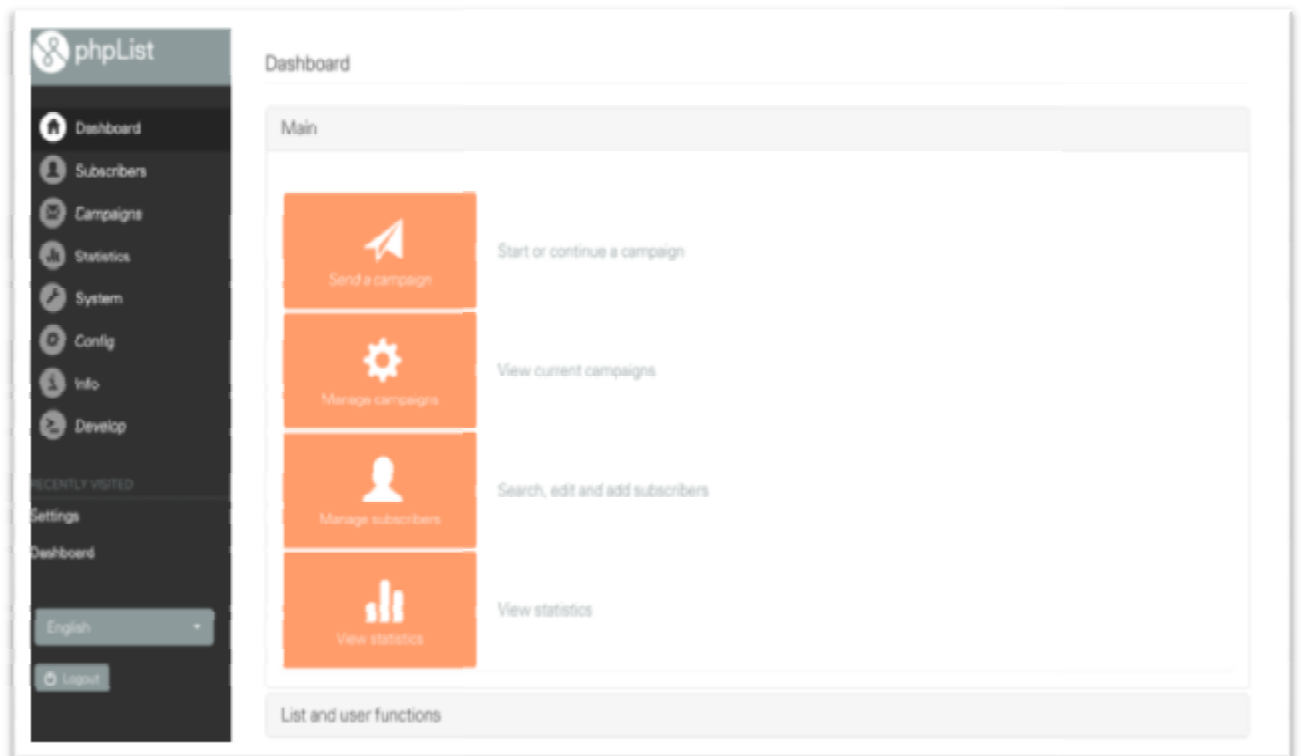 phpList
Dashboard
Subscribers
Campaigns
Statistics
System
Config
Info
Develop
RECENTLY VISITED
Settings
Dashboard
English
Logout
Dashboard
Main
Send a campaign
Start or continue a campaign
Manage campaigns
View current campaigns
Manage subscribers
Search, edit and add subscribers
View statistics
View statistics
List and user functions